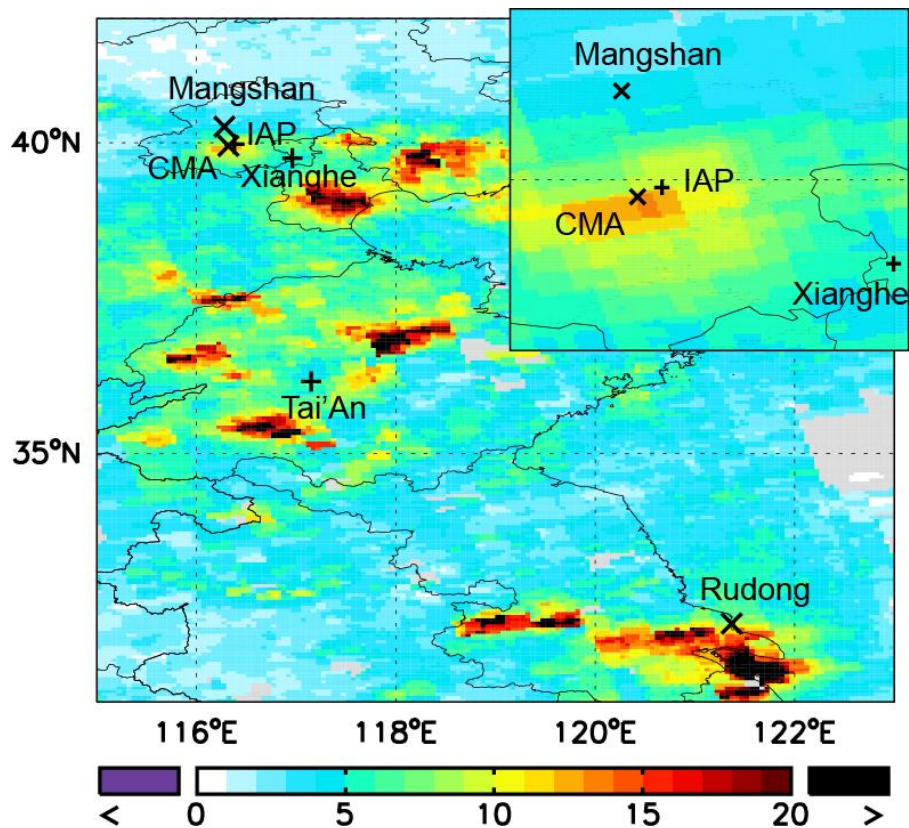 Mangshan
IAP
CMA
Xianghe
Tai'An
Rudong
Mangshan
IAP
CMA
Xianghe
40°N
35°N
116°E 118°E 120°E 122°E
< 0 5 10 15 20 >